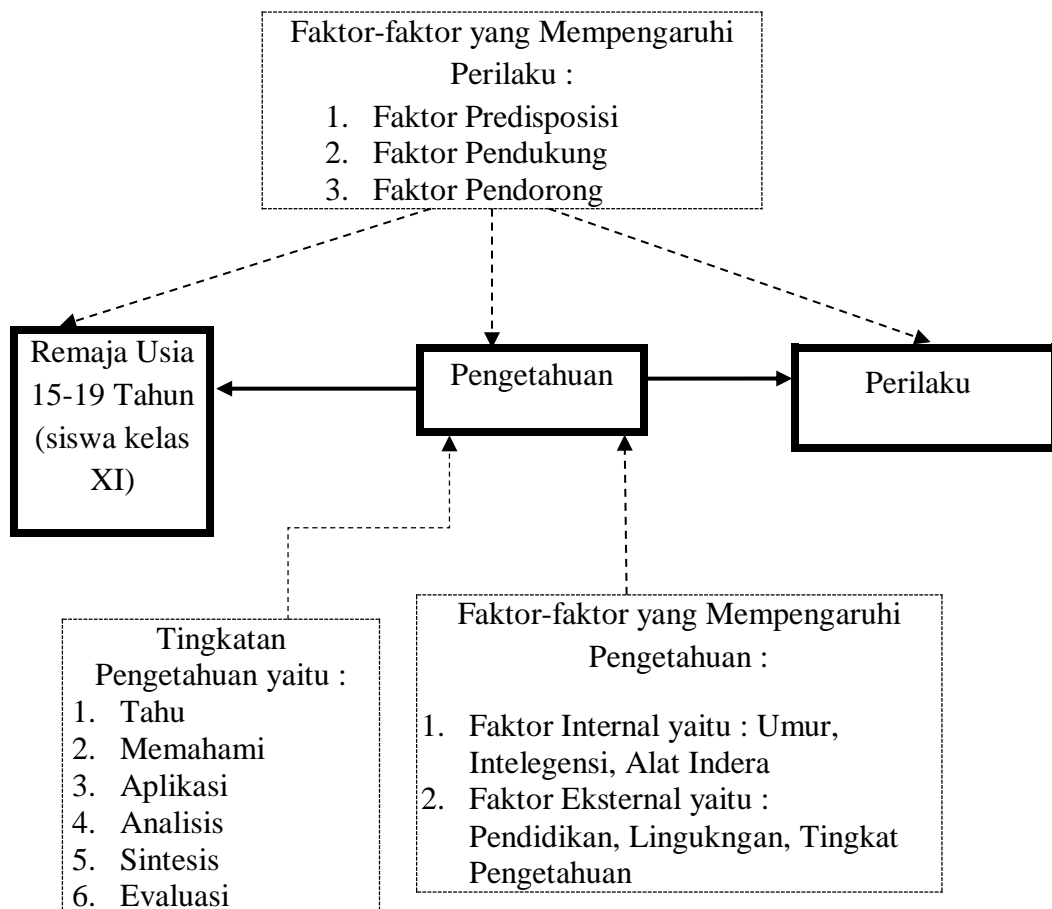 Faktor-faktor yang Mempengaruhi
Perilaku :
1. Faktor Predisposisi
2. Faktor Pendukung
3. Faktor Pendorong
Remaja Usia
15-19 Tahun
(siswa kelas
XI)
Pengetahuan
Perilaku
Tingkatan
Pengetahuan yaitu :
1. Tahu
2. Memahami
3. Aplikasi
4. Analisis
5. Sintesis
6. Evaluasi
Faktor-faktor yang Mempengaruhi
Pengetahuan :
1. Faktor Internal yaitu : Umur,
Intelegensi, Alat Indera
2. Faktor Eksternal yaitu :
Pendidikan, Lingukngan, Tingkat
Pengetahuan